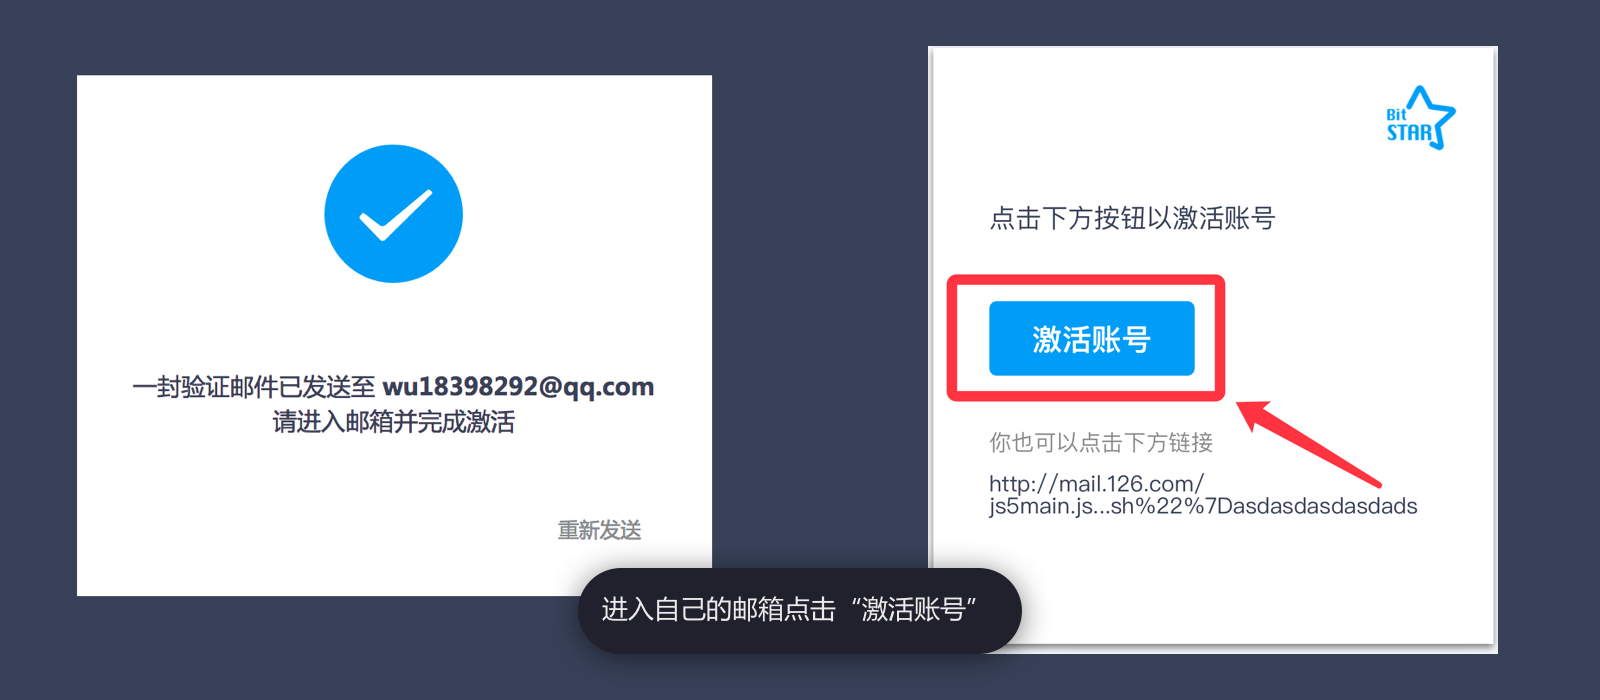 一封验证邮件已发送至 wu18398292@qq.com
请进入邮箱并完成激活
重新发送
Bit
STAR
点击下方按钮以激活账号
激活账号
你也可以点击下方链接
http://mail.126.com/
js5main.js...sh%22%7Dasdasdasdasdads
进入自己的邮箱点击“激活账号”